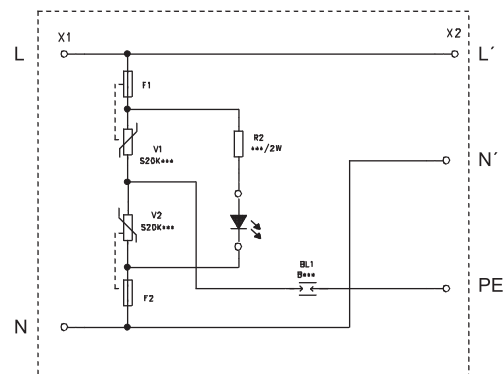 X1
X2
L
L´
F1
V1
S20K***
R2
***/2W
N´
V2
S20K***
BL1
B***
PE
F2
N